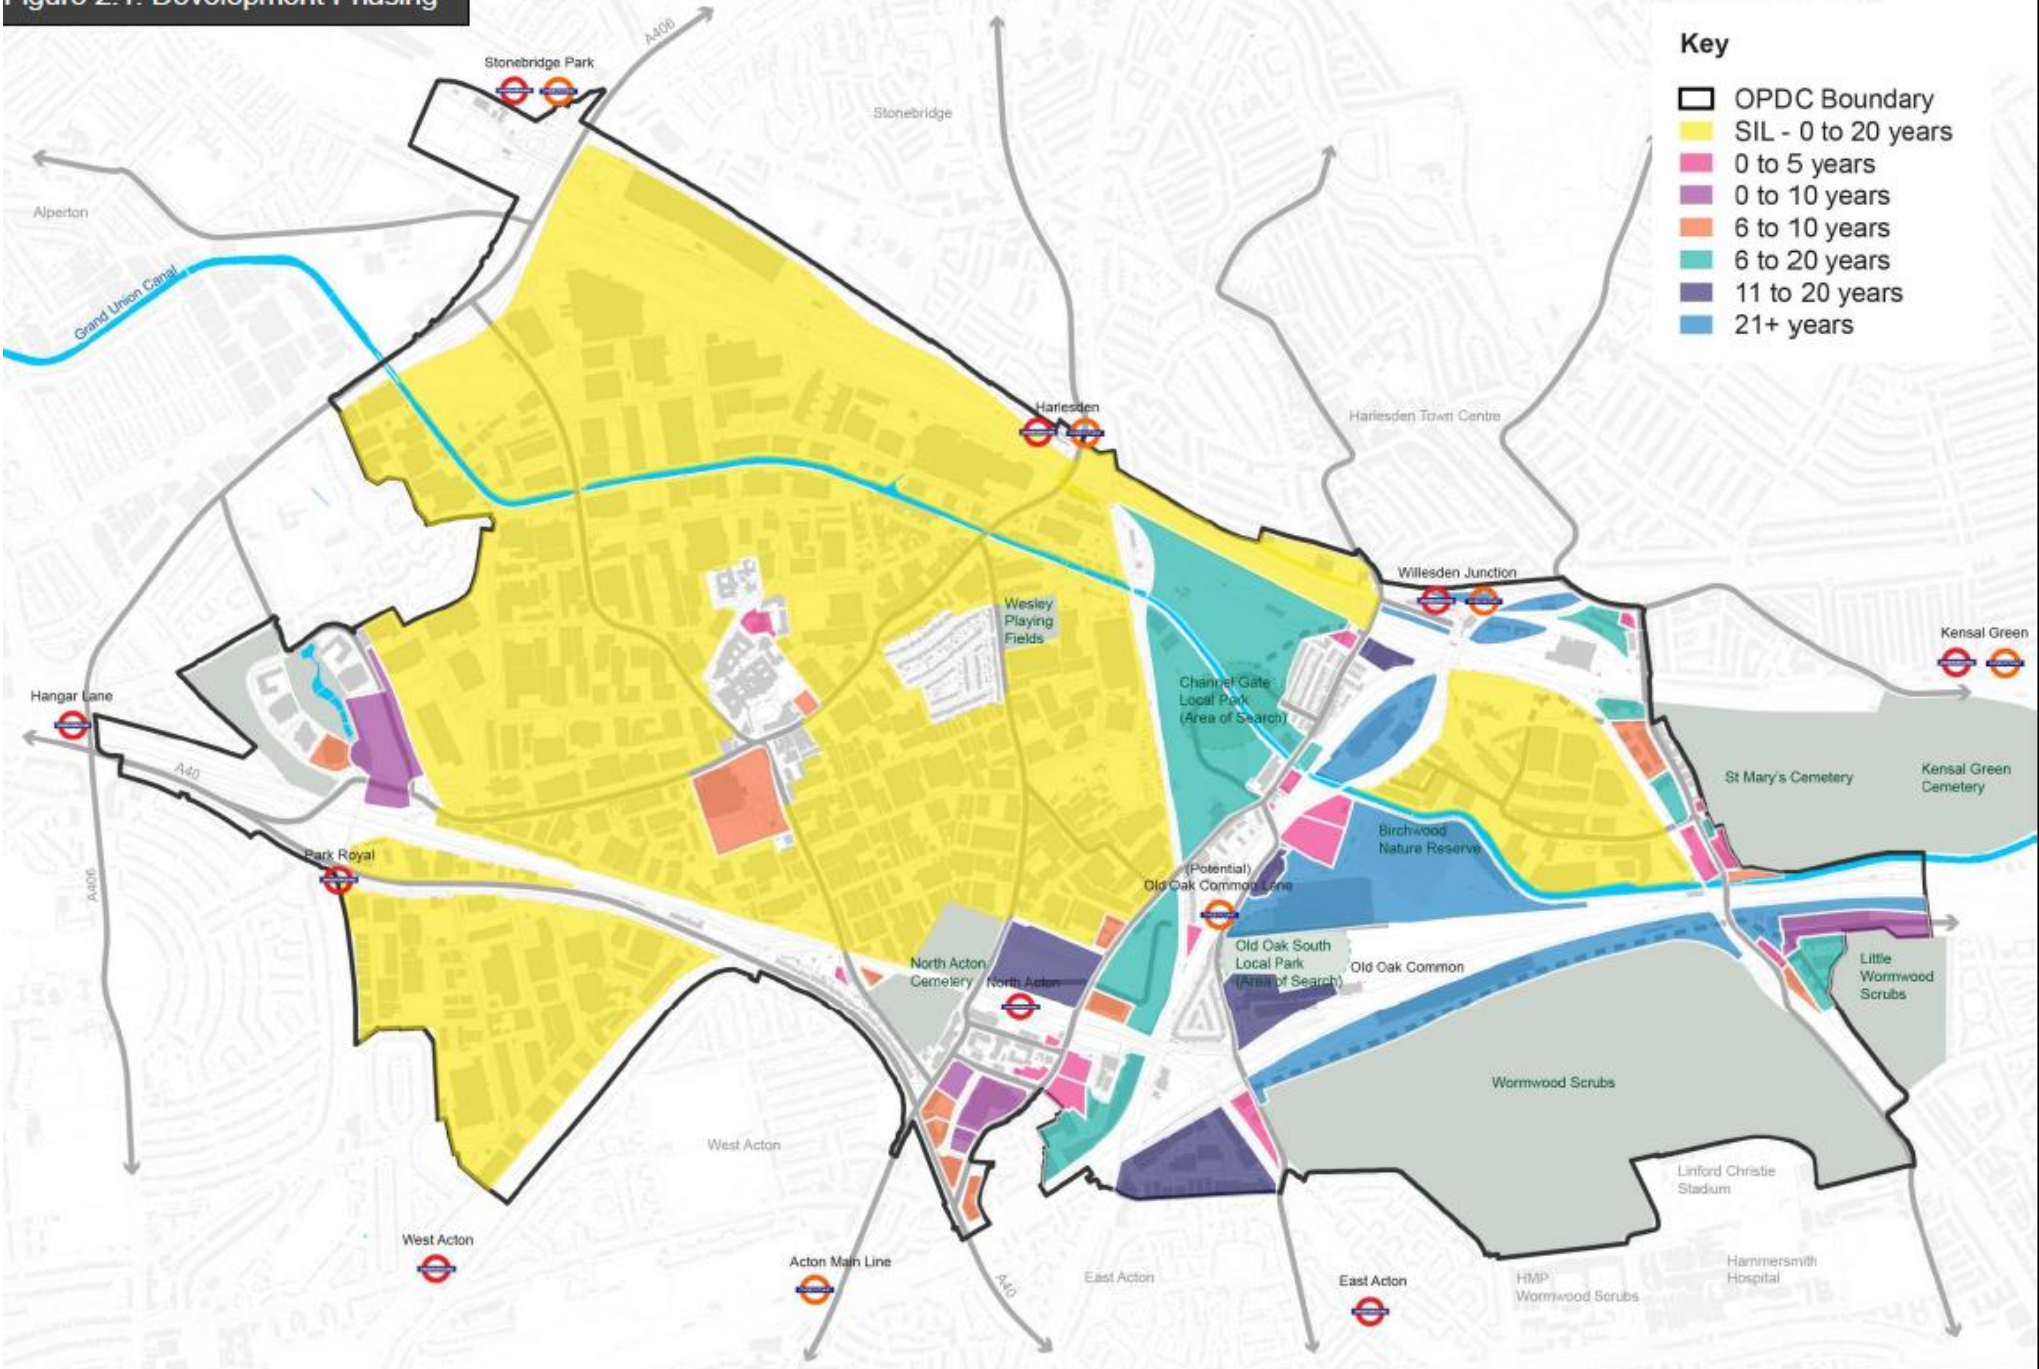 Figure 2.1: Development Phasing
Key
OPDC Boundary
SIL - 0 to 20 years
0 to 5 years
0 to 10 years
6 to 10 years
6 to 20 years
11 to 20 years
21+ years
A406
Stonebridge Park
Stonebridge
Alperton
Grand Union Canal
Harlesden
Harlesden Town Centre
Willesden Junction
Wesley
Playing
Fields
Kensal Green
Hangar Lane
Channel Gate
Local Park
(Area of Search)
A40
St Mary's Cemetery
Kensal Green
Cemetery
Birchwood
Nature Reserve
Park Royal
A406
(Potential)
Old Oak Common Lane
Old Oak South
Local Park
(Area of Search)
Old Oak Common
North Acton
Cemetery
North Acton
Little
Wormwood
Scrubs
Wormwood Scrubs
West Acton
Linford Christie
Stadium
West Acton
Acton Main Line
A40
East Acton
East Acton
HMP
Wormwood Scrubs
Hammersmith
Hospital